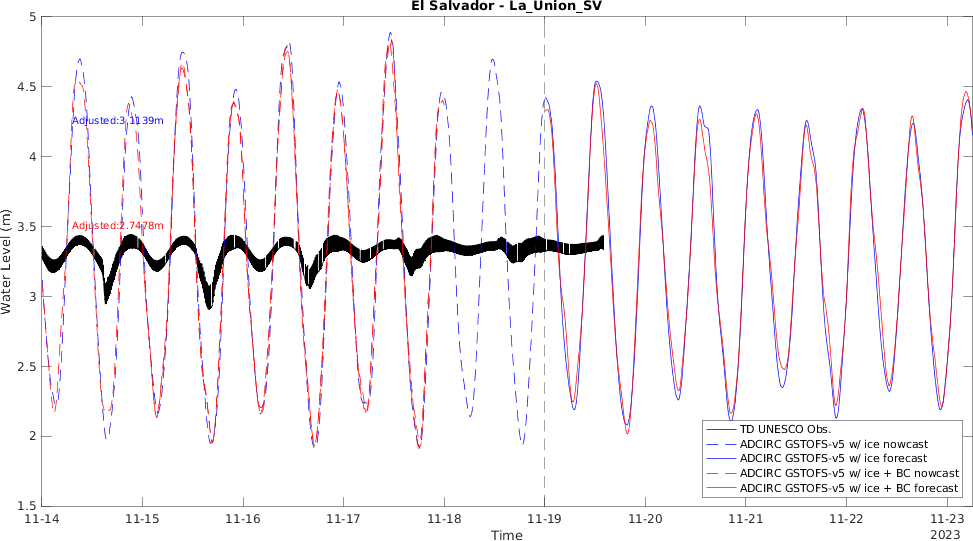 El Salvador - La_Union_SV
Water Level (m)
5
4.5
4
3.5
3
2.5
2
1.5
Adjusted:3.1139m
Adjusted:2.7478m
TD UNESCO Obs.
ADCIRC GSTOFS-v5 w/ ice nowcast
ADCIRC GSTOFS-v5 w/ ice forecast
ADCIRC GSTOFS-v5 w/ ice + BC nowcast
ADCIRC GSTOFS-v5 w/ ice + BC forecast
11-14 11-15 11-16 11-17 11-18 11-19 11-20 11-21 11-22 11-23
Time
2023